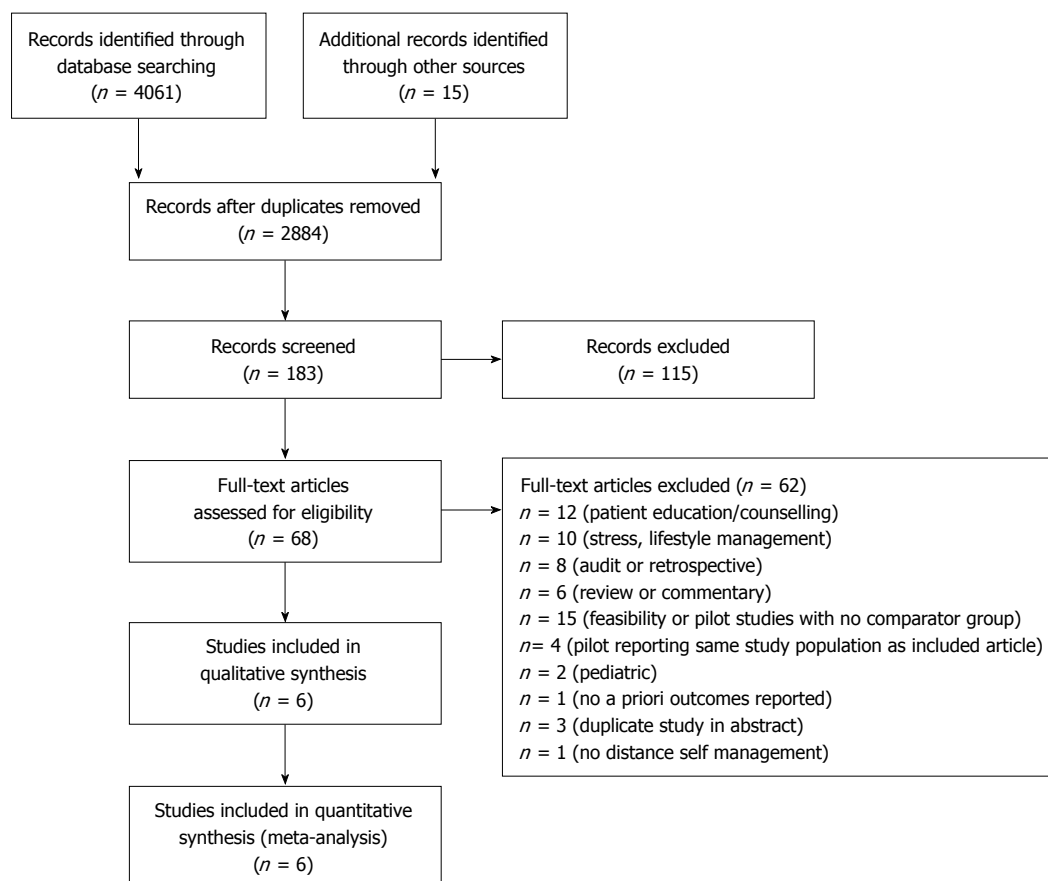 Records identified through
database searching
(n = 4061)
Additional records identified
through other sources
(n = 15)
Records after duplicates removed
(n = 2884)
Records screened
(n = 183)
Records excluded
(n = 115)
Full-text articles
assessed for eligibility
(n = 68)
Full-text articles excluded (n = 62)
n = 12 (patient education/counselling)
n = 10 (stress, lifestyle management)
n = 8 (audit or retrospective)
n = 6 (review or commentary)
n = 15 (feasibility or pilot studies with no comparator group)
n= 4 (pilot reporting same study population as included article)
n = 2 (pediatric)
n = 1 (no a priori outcomes reported)
n = 3 (duplicate study in abstract)
n = 1 (no distance self management)
Studies included in
qualitative synthesis
(n = 6)
Studies included in quantitative
synthesis (meta-analysis)
(n = 6)